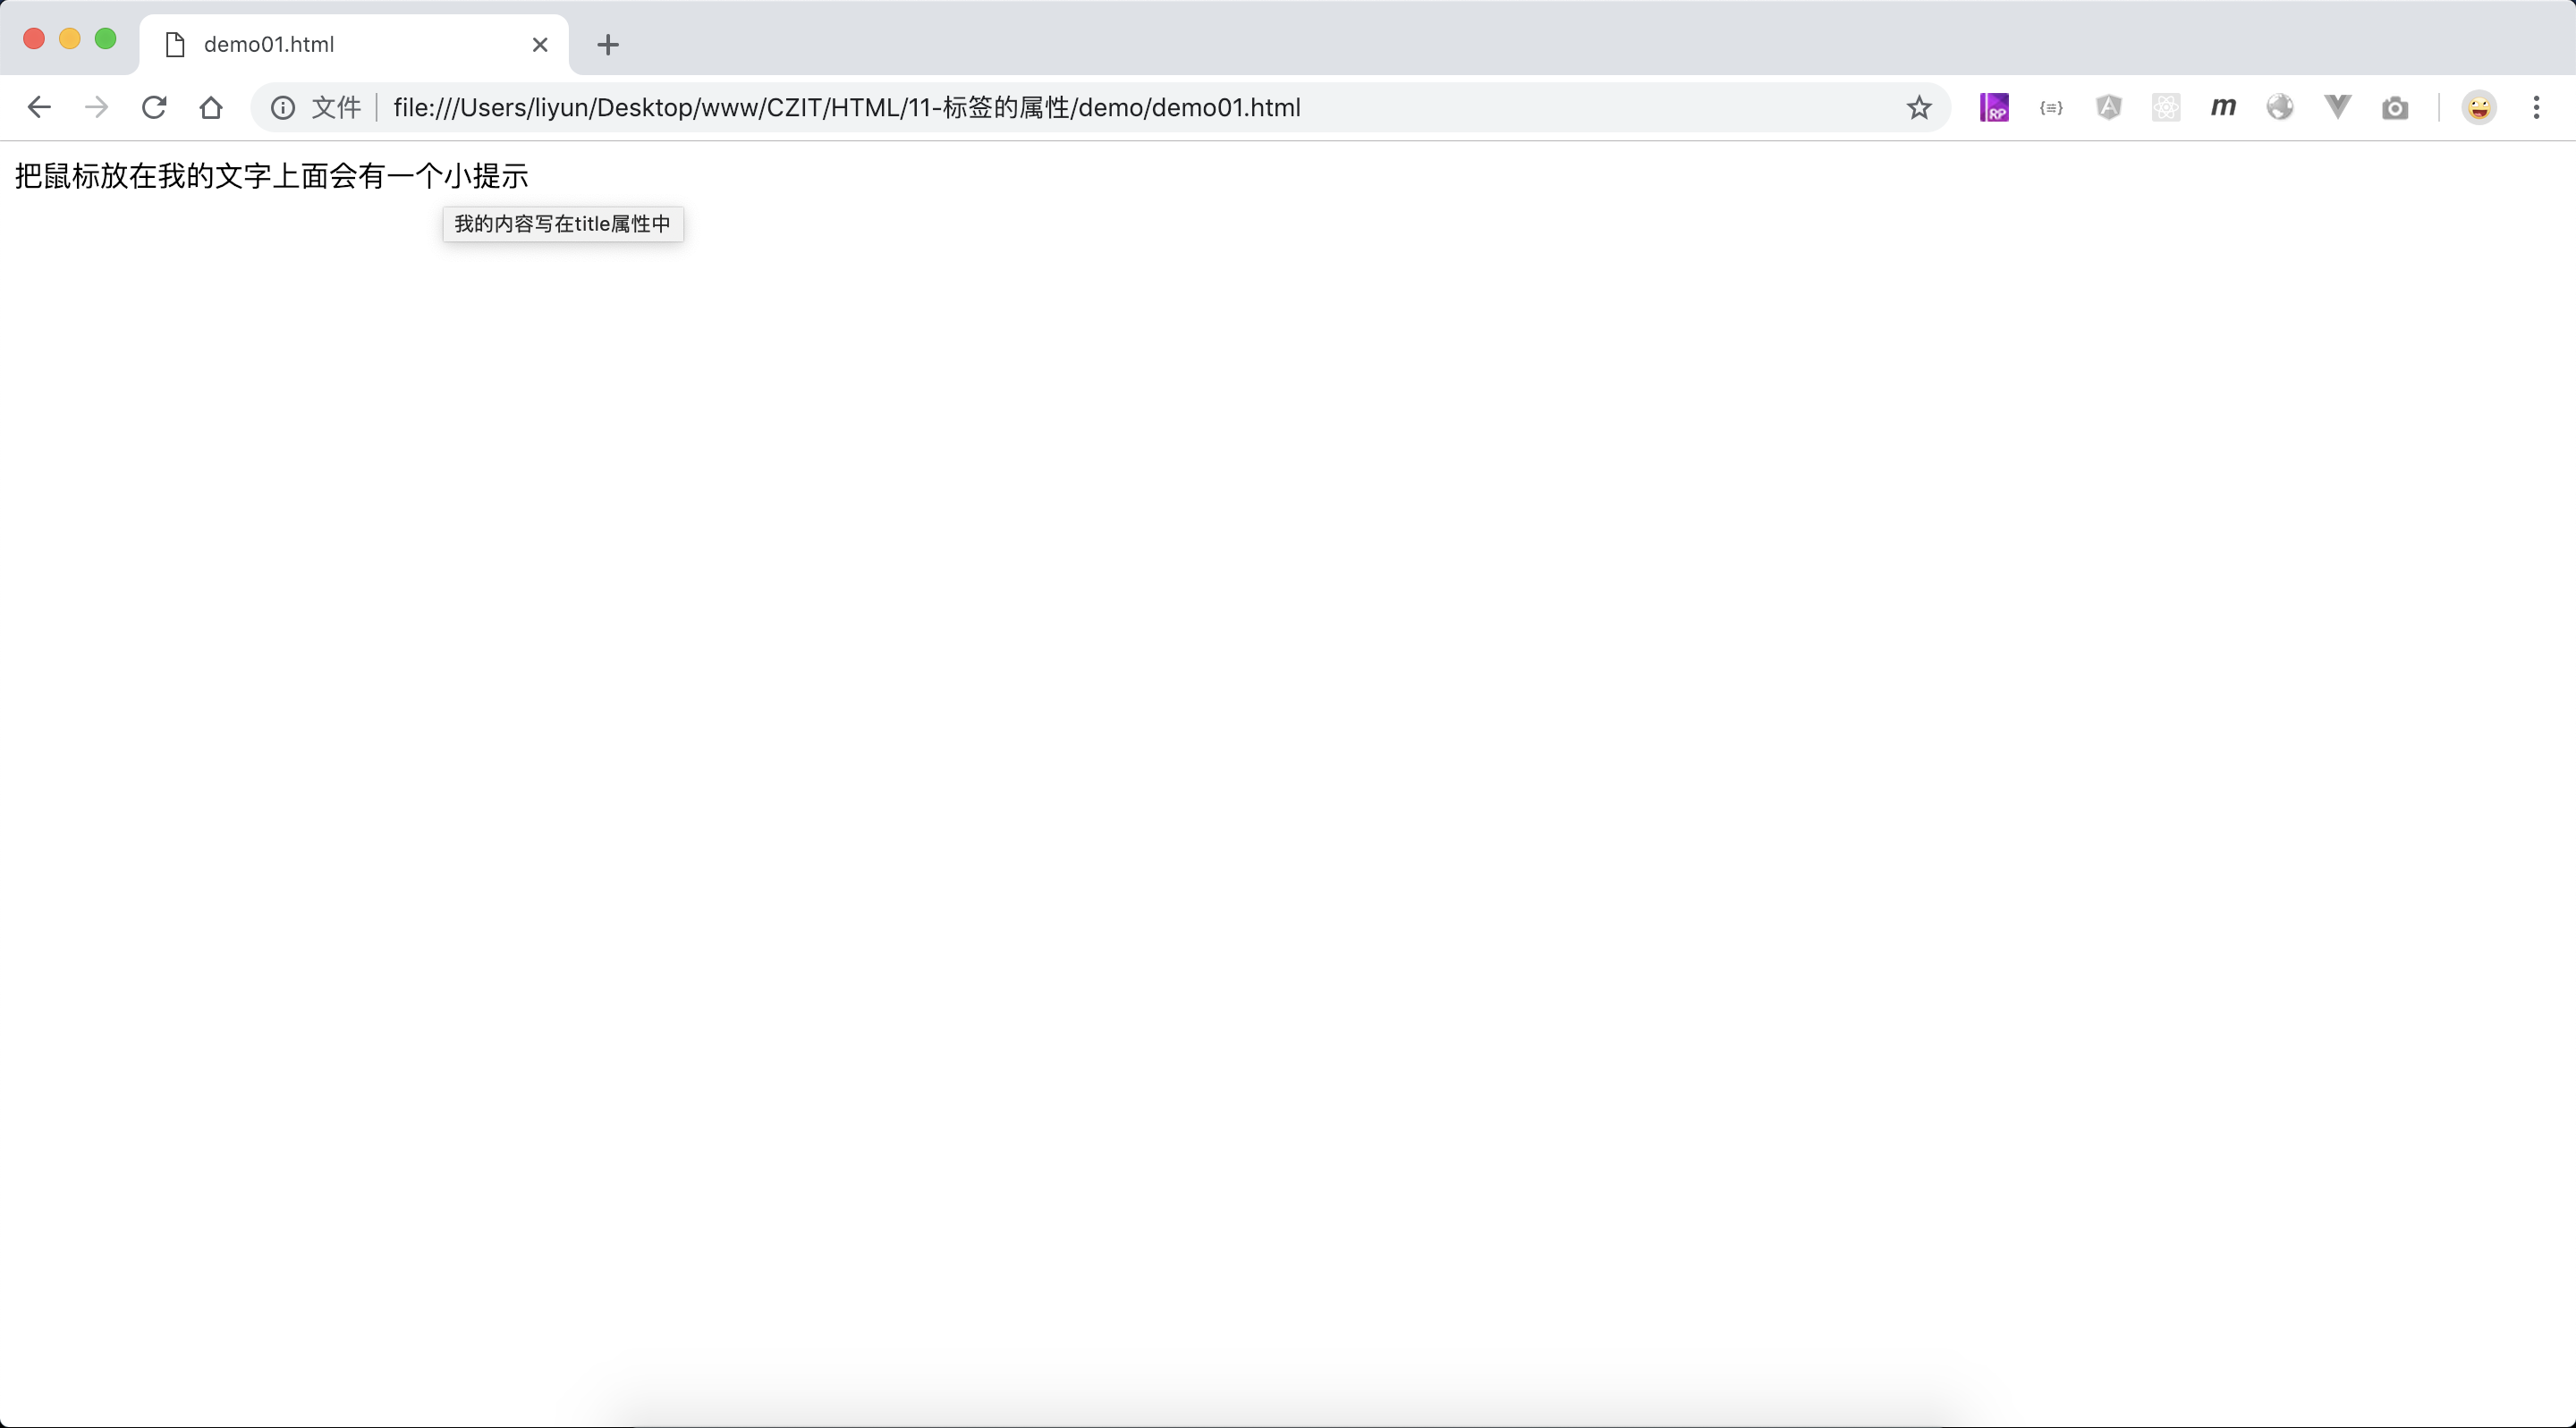 demo01.html
文件 file:///Users/liyun/Desktop/www/CZIT/HTML/11-标签的属性/demo/demo01.html
RP
m
把鼠标放在我的文字上面会有一个小提示
我的内容写在title属性中